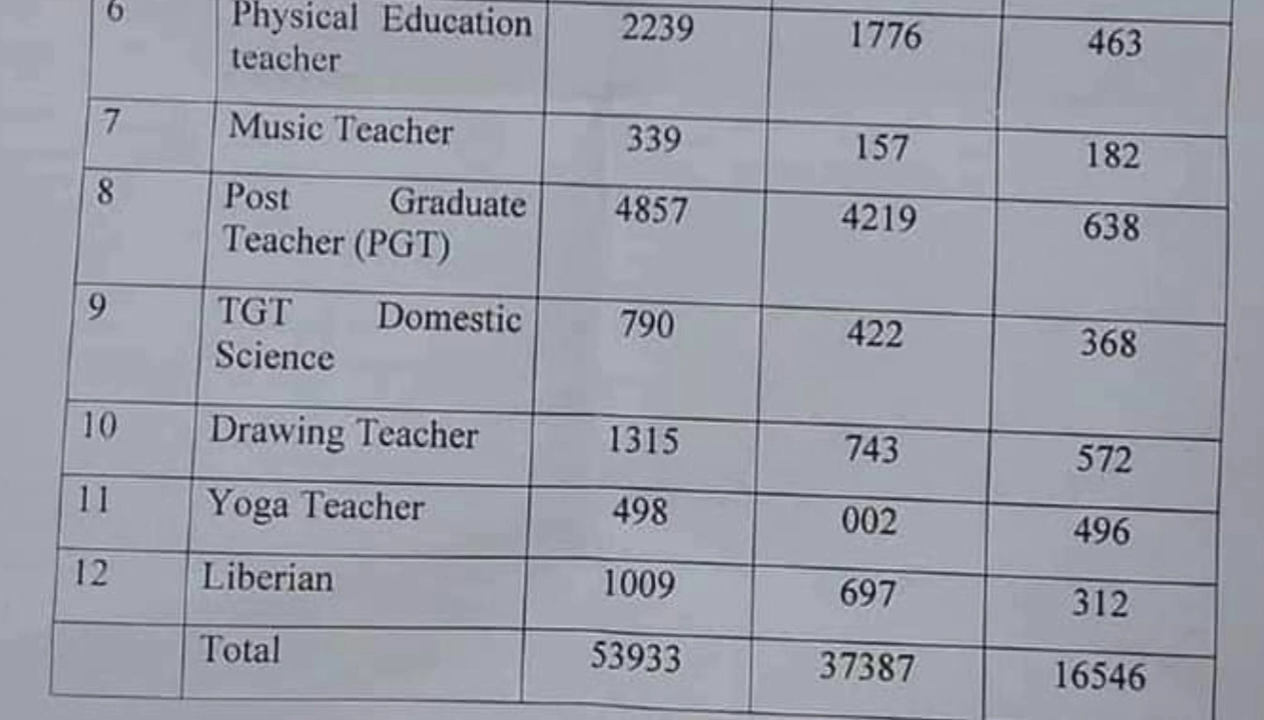 6 Physical Education 2239 1776 463
teacher
7 Music Teacher 339 157 182
8 Post Graduate 4857 4219 638
Teacher (PGT)
9 TGT Domestic 790 422 368
Science
10 Drawing Teacher 1315 743 572
11 Yoga Teacher 498 002 496
12 Liberian 1009 697 312
Total 53933 37387 16546